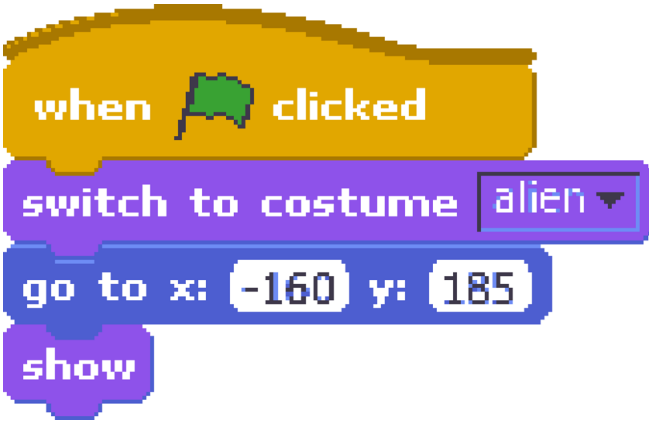 when clicked
switch to costume alien
go to x: -160 y: 185
show